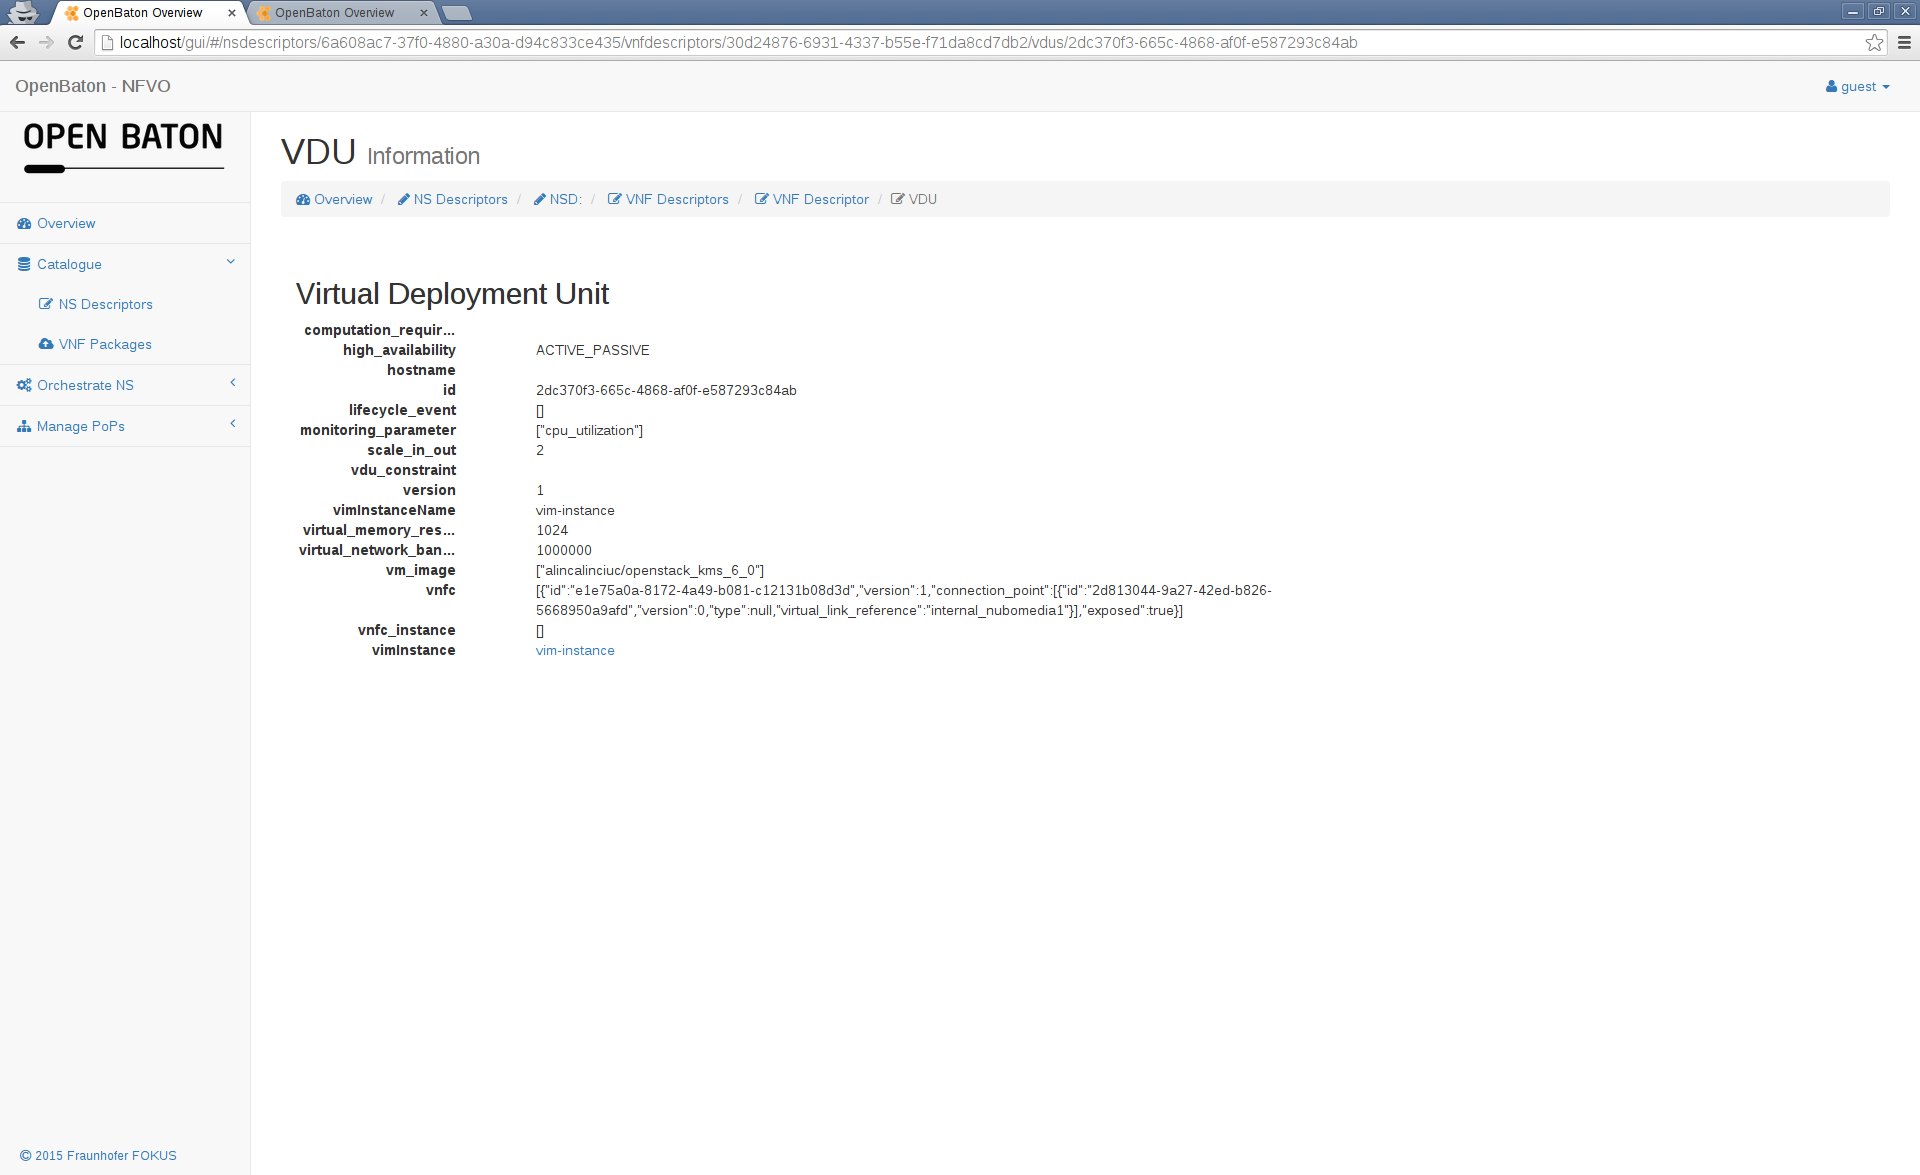 OpenBaton Overview
OpenBaton Overview
localhost/gui/#/nsdescriptors/6a608ac7-37f0-4880-a30a-d94c833ce435/vnfdescriptors/30d24876-6931-4337-b55e-f71da8cd7db2/vdus/2dc370f3-665c-4868-af0f-e587293c84ab
OpenBaton - NFVO
guest
OPEN BATON
Overview
Catalogue
NS Descriptors
VNF Packages
Orchestrate NS
Manage PoPs
VDU Information
Overview / NS Descriptors / NSD: / VNF Descriptors / VNF Descriptor / VDU
Virtual Deployment Unit
computation_requir...
high_availability ACTIVE_PASSIVE
hostname
id 2dc370f3-665c-4868-af0f-e587293c84ab
lifecycle_event []
monitoring_parameter ["cpu_utilization"]
scale_in_out 2
vdu_constraint
version 1
vimInstanceName vim-instance
virtual_memory_res... 1024
virtual_network_ban... 1000000
vm_image ["alincalinciuc/openstack_kms_6_0"]
vnfc [{"id":"e1e75a0a-8172-4a49-b081-c12131b08d3d","version":1,"connection_point":[{"id":"2d813044-9a27-42ed-b826-
5668950a9afd","version":0,"type":null,"virtual_link_reference":"internal_nubomedia1"}],"exposed":true}]
vnfc_instance []
vimInstance vim-instance
© 2015 Fraunhofer FOKUS